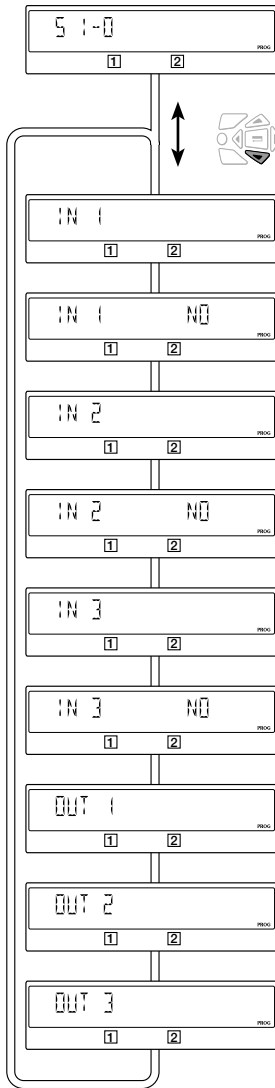 S1-0
PROG
1 2
IN 1
PROG
1 2
IN 1 NO
PROG
1 2
IN 2
PROG
1 2
IN 2 NO
PROG
1 2
IN 3
PROG
1 2
IN 3 NO
PROG
1 2
OUT 1
PROG
1 2
OUT 2
PROG
1 2
OUT 3
PROG
1 2